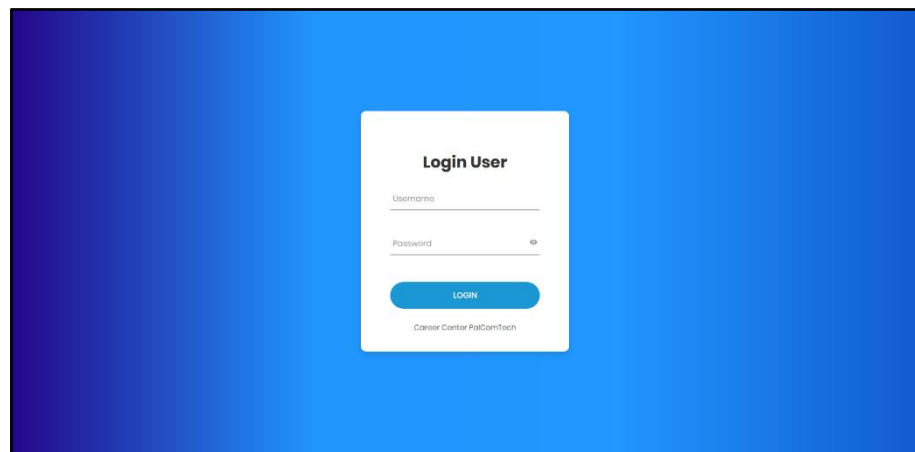 Login User
Username
Password
LOGIN
Career Center PalComTech